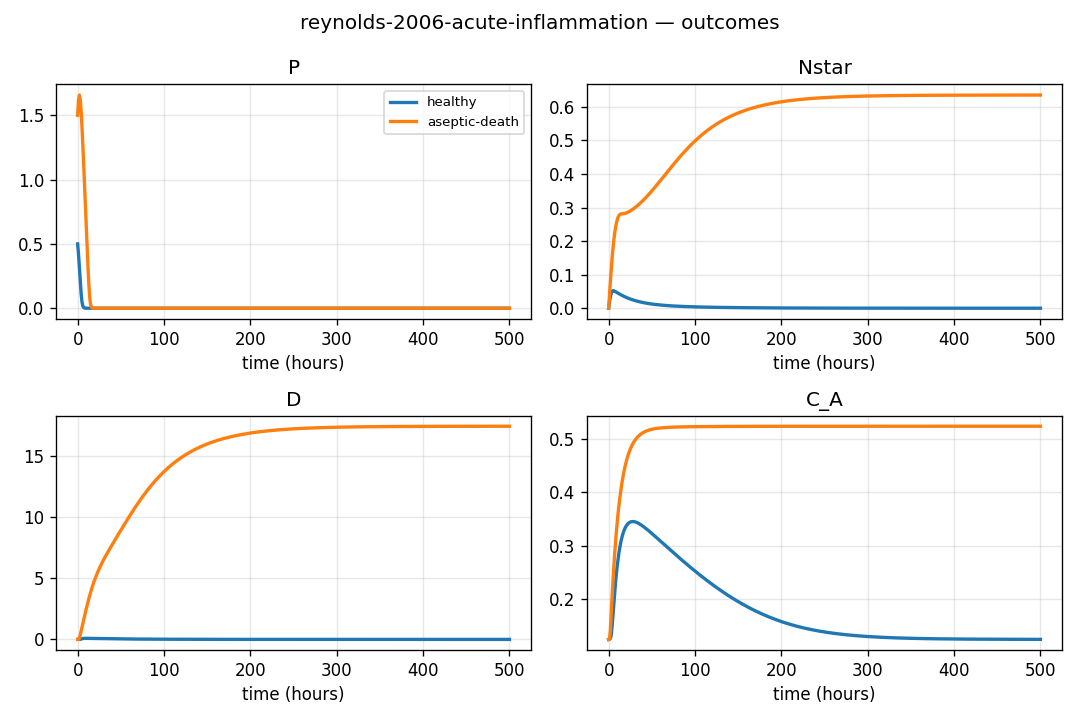 reynolds-2006-acute-inflammation — outcomes
P
healthy
aseptic-death
1.5
1.0
0.5
0.0
0 100 200 300 400 500
time (hours)
Nstar
0.6
0.5
0.4
0.3
0.2
0.1
0.0
0 100 200 300 400 500
time (hours)
D
15
10
5
0
0 100 200 300 400 500
time (hours)
C_A
0.5
0.4
0.3
0.2
0 100 200 300 400 500
time (hours)